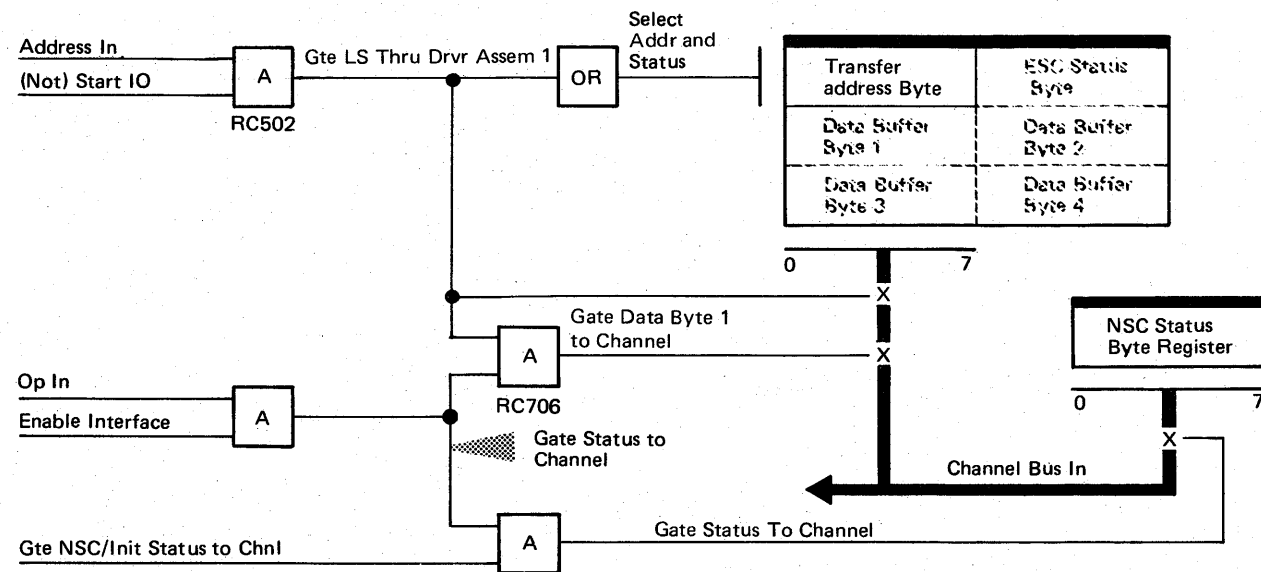 Select
Addr and
Status
Address In
(Not) Start IO
A
RC502
Gte LS Thru Drvr Assem 1
OR
Transfer
address Byte
ESC Status
Byte
Data Buffer
Byte 1
Data Buffer
Byte 2
Data Buffer
Byte 3
Data Buffer
Byte 4
0 7
X
Gate Data Byte 1
to Channel
X
A
RC706
NSC Status
Byte Register
0 7
X
Op In
Enable Interface
A
Gate Status to
Channel
Channel Bus In
Gte NSC/Init Status to Chnl
A
Gate Status To Channel